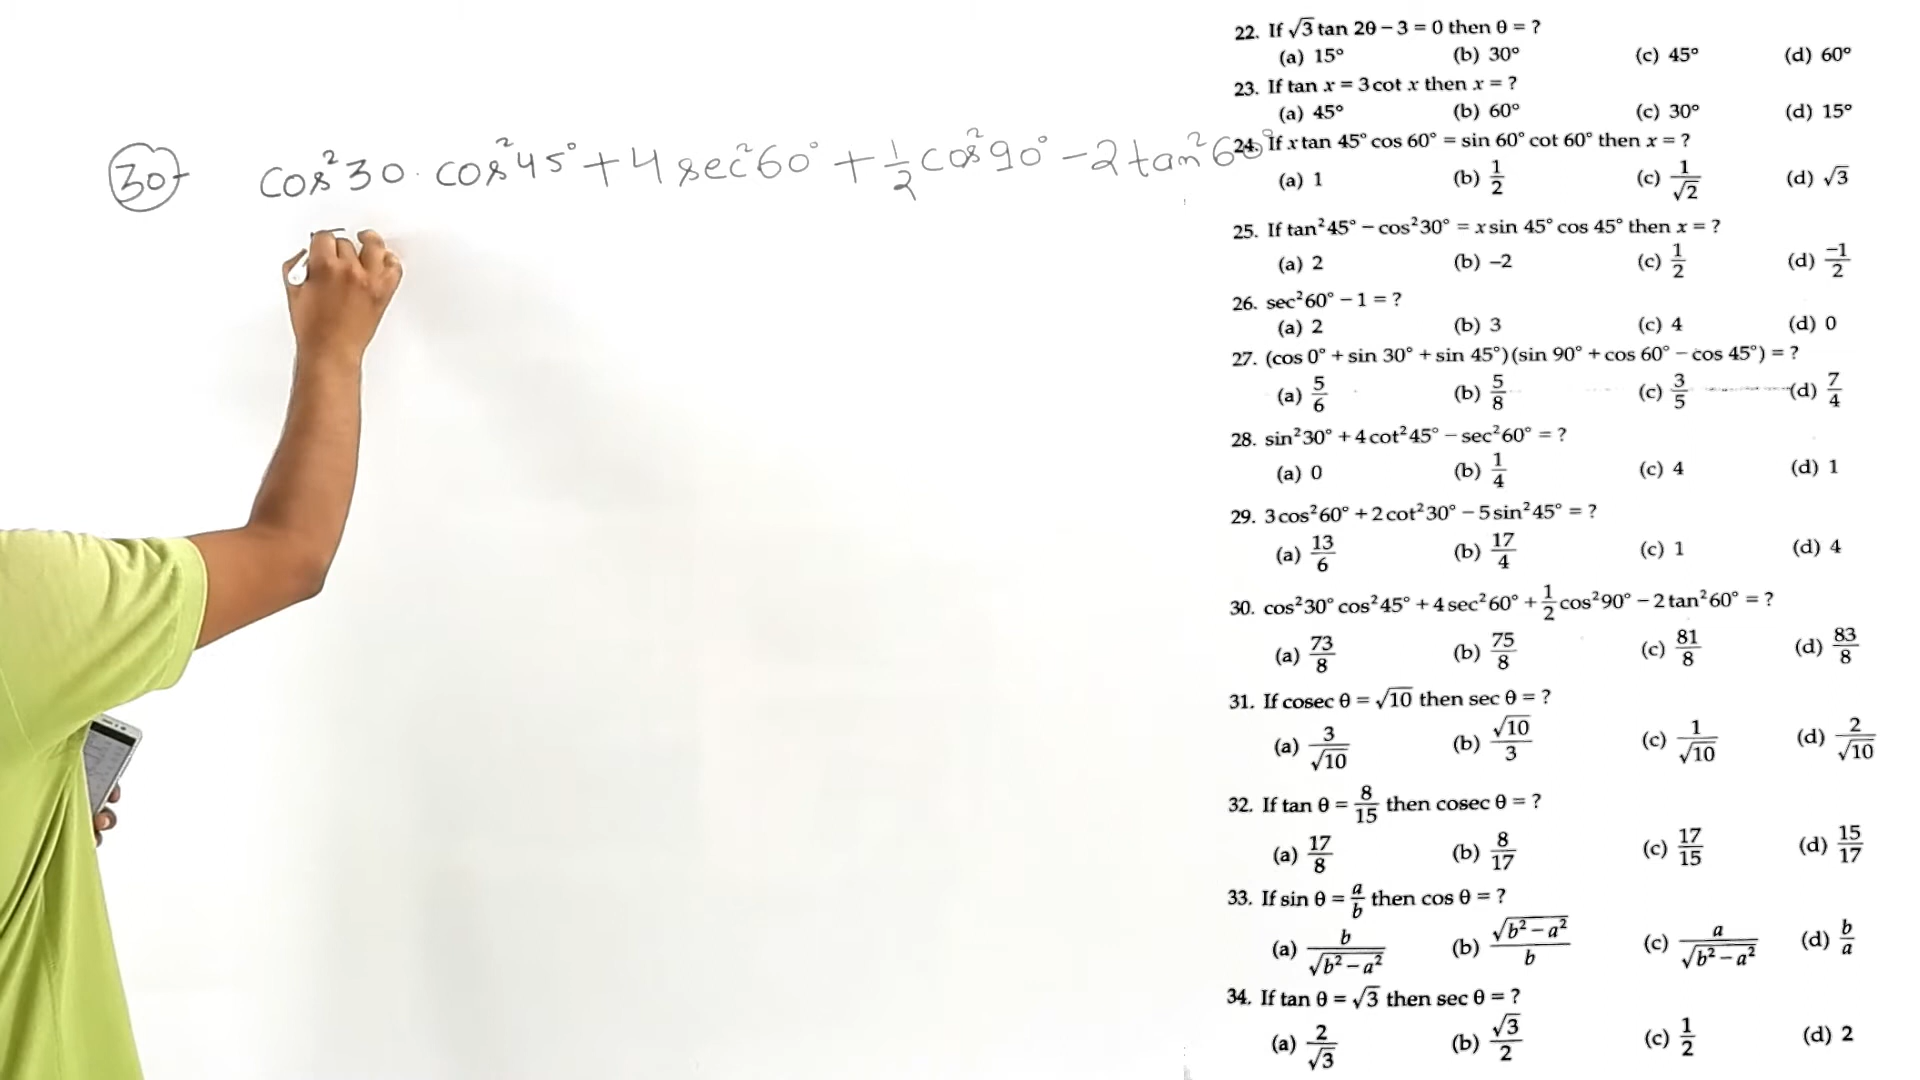 30- cos²30 . cos²45° + 4 sec²60° + 1/2 cos²90° - 2 tan²60°
22. If √3 tan 2θ – 3 = 0 then θ = ?
(a) 15° (b) 30° (c) 45° (d) 60°
23. If tan x = 3 cot x then x = ?
(a) 45° (b) 60° (c) 30° (d) 15°
24. If x tan 45° cos 60° = sin 60° cot 60° then x = ?
(a) 1 (b) 1/2 (c) 1/√2 (d) √3
25. If tan²45° – cos²30° = x sin 45° cos 45° then x = ?
(a) 2 (b) –2 (c) 1/2 (d) –1/2
26. sec²60° – 1 = ?
(a) 2 (b) 3 (c) 4 (d) 0
27. (cos 0° + sin 30° + sin 45°)(sin 90° + cos 60° – cos 45°) = ?
(a) 5/6 (b) 5/8 (c) 3/5 (d) 7/4
28. sin²30° + 4 cot²45° – sec²60° = ?
(a) 0 (b) 1/4 (c) 4 (d) 1
29. 3 cos²60° + 2 cot²30° – 5 sin²45° = ?
(a) 13/6 (b) 17/4 (c) 1 (d) 4
30. cos²30° cos²45° + 4 sec²60° + 1/2 cos²90° – 2 tan²60° = ?
(a) 73/8 (b) 75/8 (c) 81/8 (d) 83/8
31. If cosec θ = √10 then sec θ = ?
(a) 3/√10 (b) √10/3 (c) 1/√10 (d) 2/√10
32. If tan θ = 8/15 then cosec θ = ?
(a) 17/8 (b) 8/17 (c) 17/15 (d) 15/17
33. If sin θ = a/b then cos θ = ?
(a) b/√(b² – a²) (b) √(b² – a²)/b (c) a/√(b² – a²) (d) b/a
34. If tan θ = √3 then sec θ = ?
(a) 2/√3 (b) √3/2 (c) 1/2 (d) 2